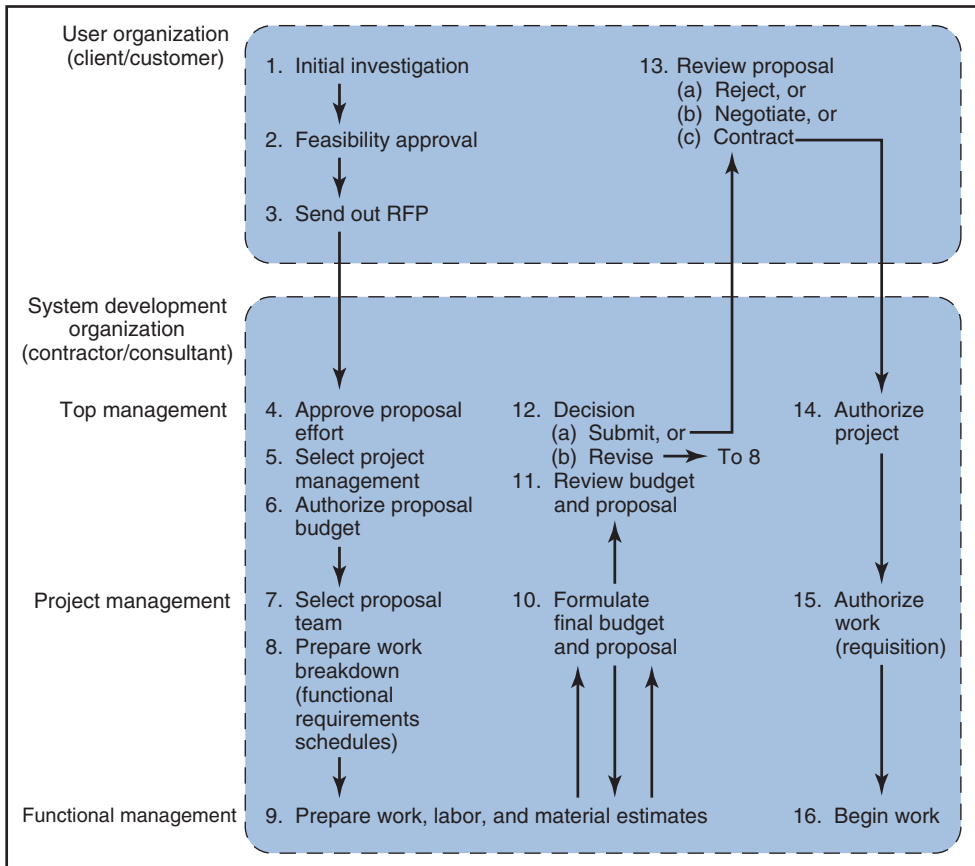 User organization
(client/customer)
1. Initial investigation
2. Feasibility approval
3. Send out RFP
13. Review proposal
(a) Reject, or
(b) Negotiate, or
(c) Contract
System development
organization
(contractor/consultant)
Top management
4. Approve proposal
effort
5. Select project
management
6. Authorize proposal
budget
12. Decision
(a) Submit, or
(b) Revise To 8
11. Review budget
and proposal
14. Authorize
project
Project management
7. Select proposal
team
8. Prepare work
breakdown
(functional
requirements
schedules)
10. Formulate
final budget
and proposal
15. Authorize
work
(requisition)
Functional management
9. Prepare work, labor, and material estimates
16. Begin work